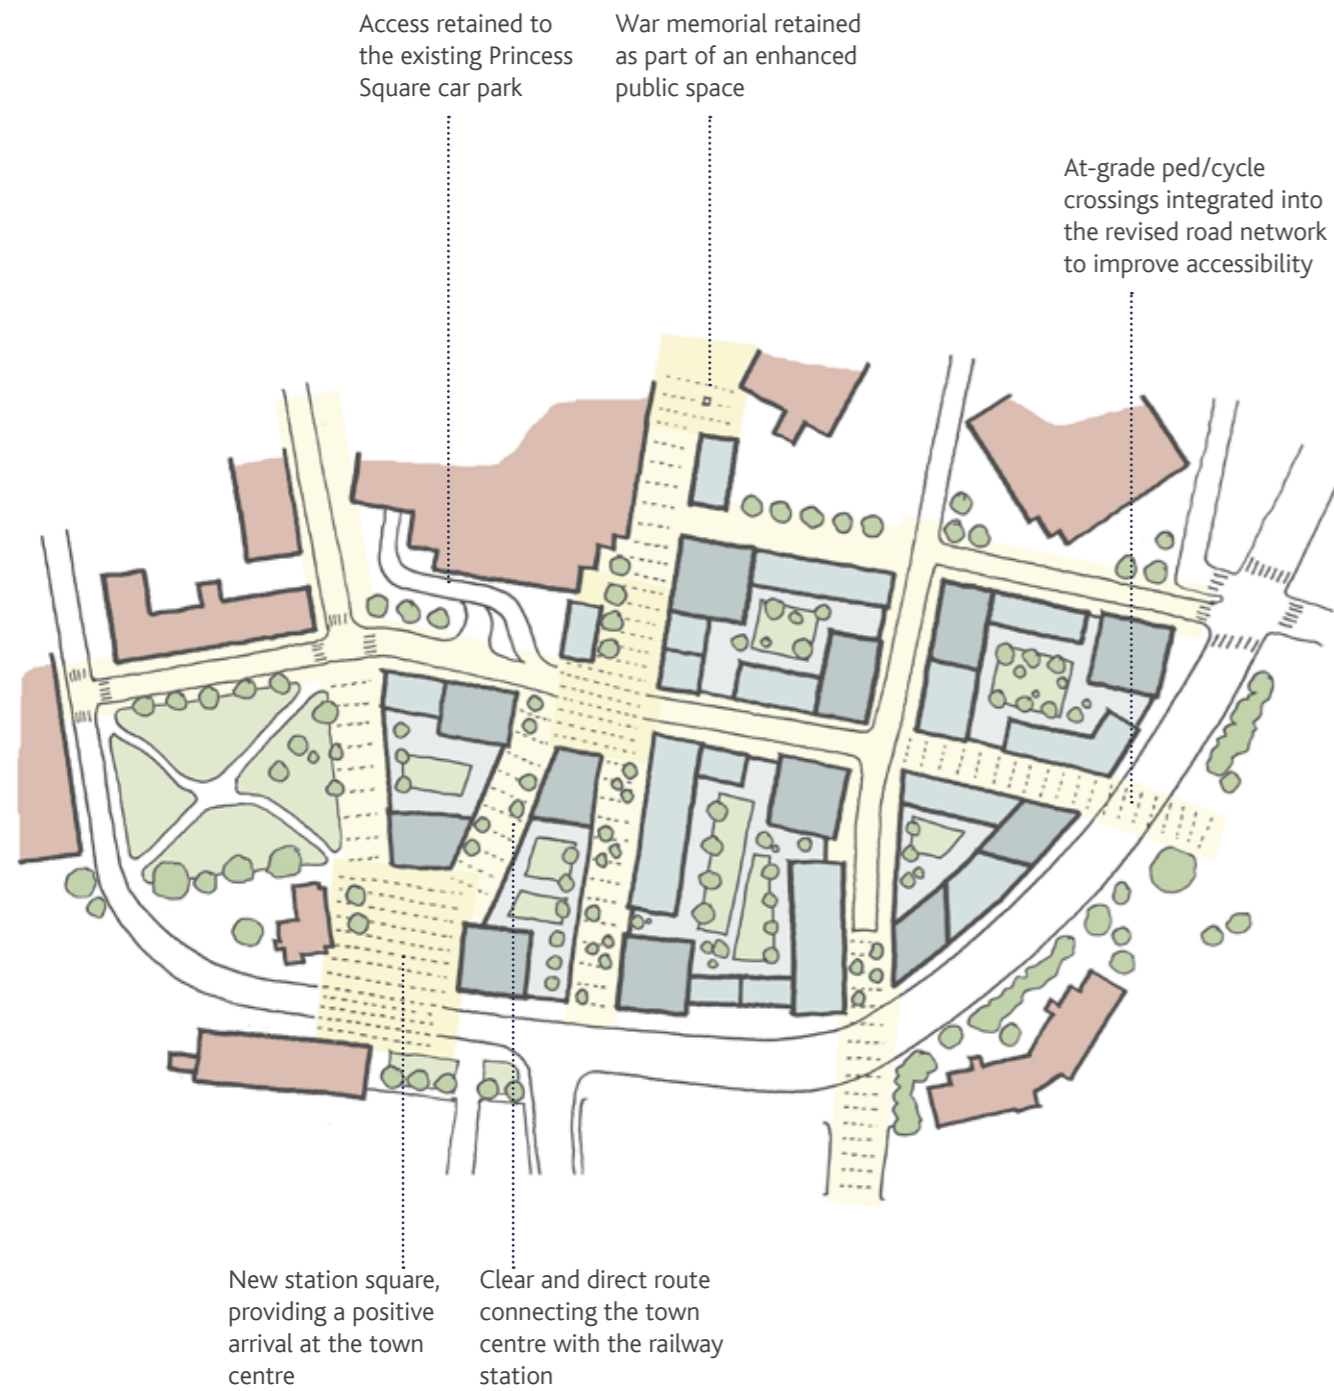 Access retained to
the existing Princess
Square car park
War memorial retained
as part of an enhanced
public space
At-grade ped/cycle
crossings integrated into
the revised road network
to improve accessibility
New station square,
providing a positive
arrival at the town
centre
Clear and direct route
connecting the town
centre with the railway
station